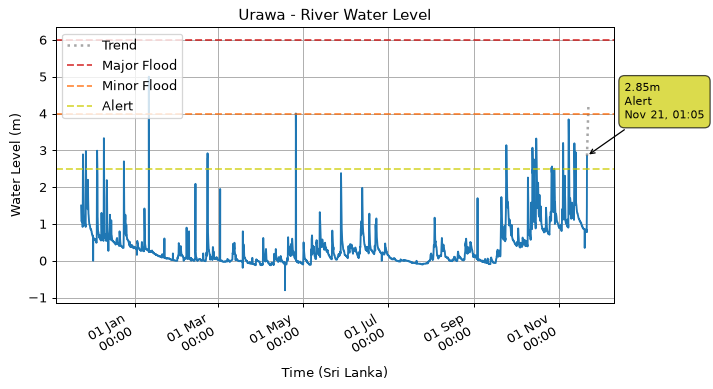 Urawa - River Water Level
Water Level (m)
6
5
4
3
2
1
0
−1
Trend
Major Flood
Minor Flood
Alert
2.85m
Alert
Nov 21, 01:05
01 Jan
00:00
01 Mar
00:00
01 May
00:00
01 Jul
00:00
01 Sep
00:00
01 Nov
00:00
Time (Sri Lanka)